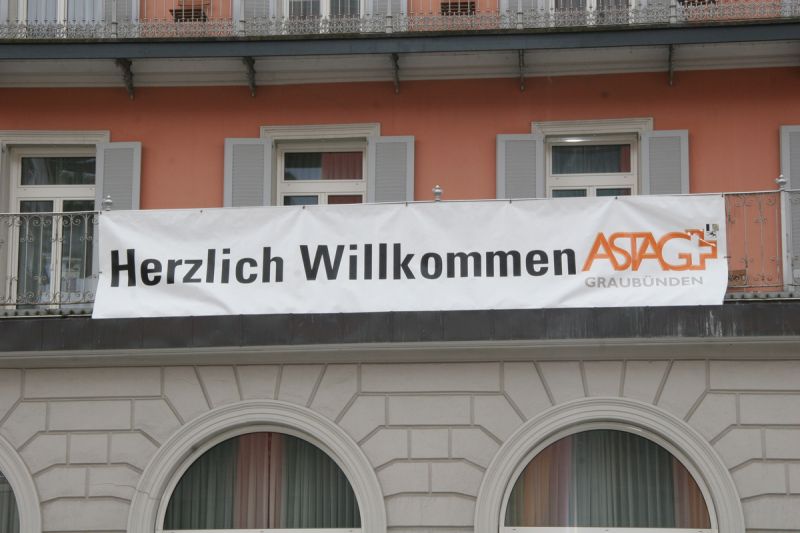 Herzlich Willkommen ASTAG
GRAUBÜNDEN